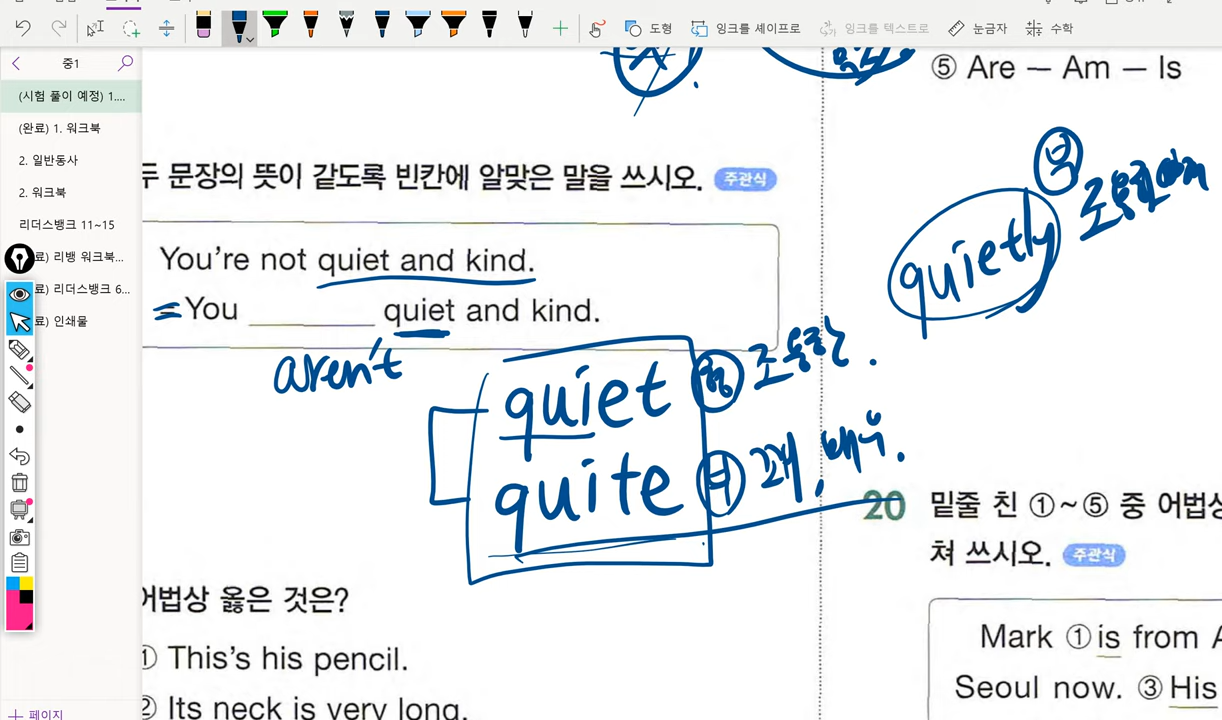 도형
잉크를 셰이프로
잉크를 텍스트로
눈금자
수학
중1
(시험 풀이 예정) 1....
(완료) 1. 워크북
2. 일반동사
2. 워크북
리더스뱅크 11~15
료) 리뱅 워크북...
료) 리더스뱅크 6...
료) 인쇄물
페이지
두 문장의 뜻이 같도록 빈칸에 알맞은 말을 쓰시오. 주관식
You're not quiet and kind.
= You ________ quiet and kind.
aren't
quiet 형 조용한.
quite 부 꽤, 매우.
어법상 옳은 것은?
① This's his pencil.
② Its neck is very long.
⑤ Are — Am — Is
quietly 부 조용하게
20 밑줄 친 ①~⑤ 중 어법상
쳐 쓰시오. 주관식
Mark ① is from
Seoul now. ③ His